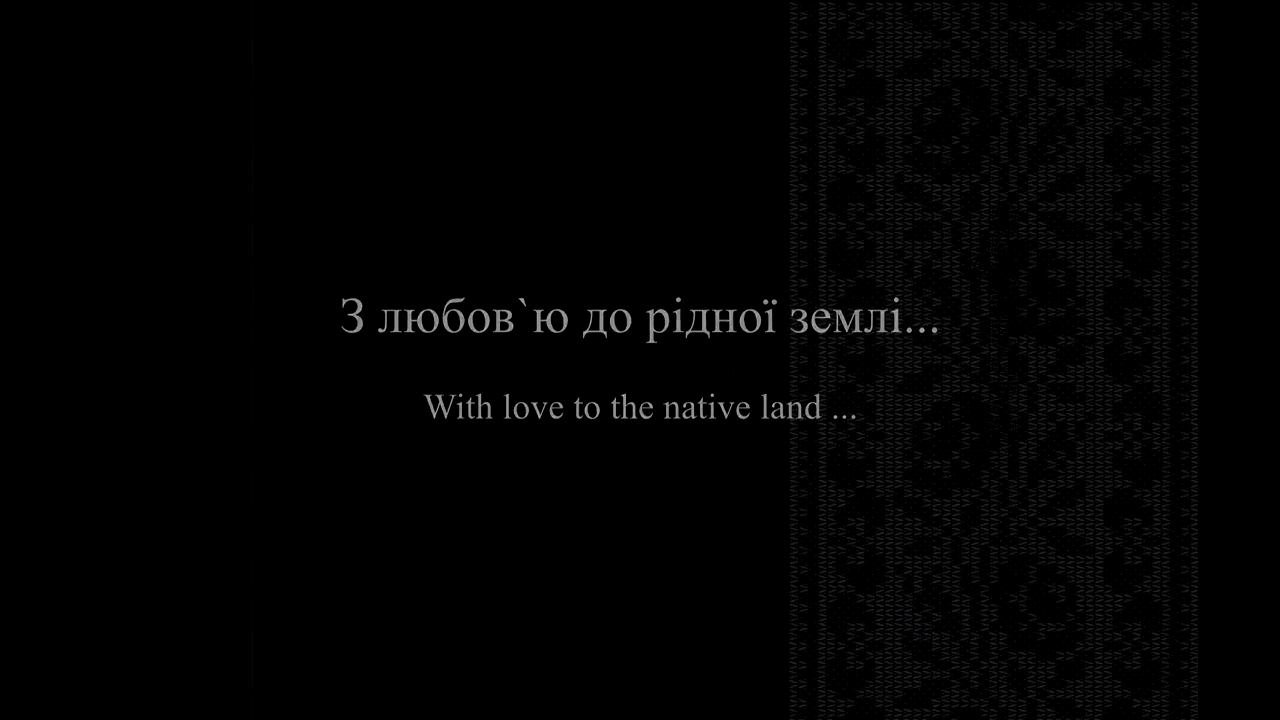 З любов`ю до рідної землі...
With love to the native land ...